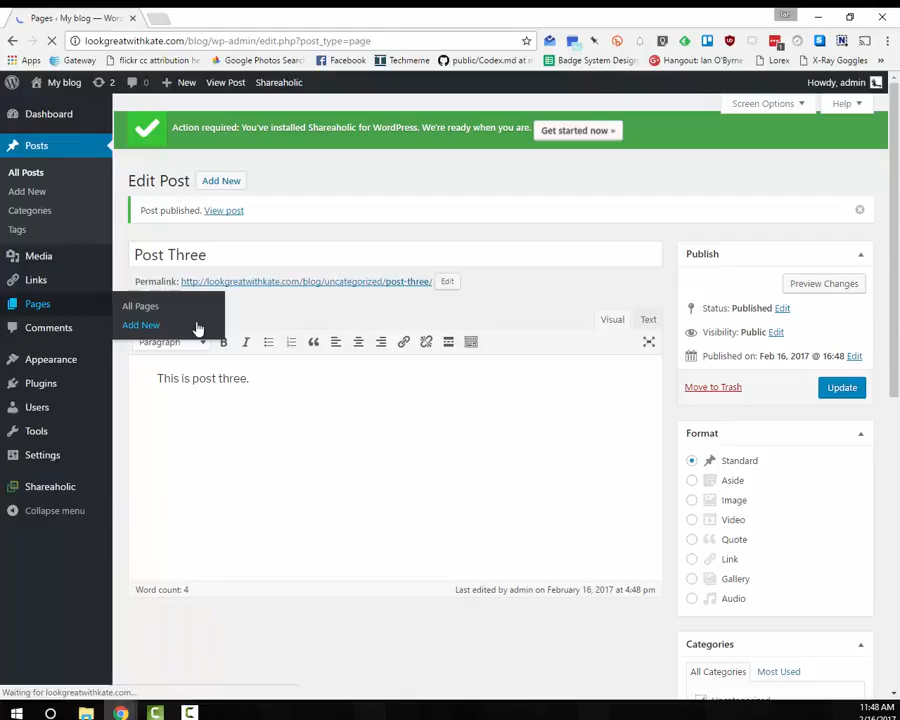 Pages ‹ My blog — Wor
Ian
lookgreatwithkate.com/blog/wp-admin/edit.php?post_type=page
Apps
Gateway
flickr cc attribution he
Google Photos Search
Facebook
Techmeme
public/Codex.md at m
Badge System Design
Hangout: Ian O'Byrne
Lorex
X-Ray Goggles
»
My blog
2
0
+ New
View Post
Shareaholic
Howdy, admin
Screen Options
Help
Dashboard
Action required: You've installed Shareaholic for WordPress. We're ready when you are.
Get started now »
Posts
All Posts
Add New
Categories
Tags
Media
Links
Pages
All Pages
Add New
Comments
Appearance
Plugins
Users
Tools
Settings
Shareaholic
Collapse menu
Edit Post
Add New
Post published. View post
Post Three
Permalink: http://lookgreatwithkate.com/blog/uncategorized/post-three/
Edit
Visual
Text
Paragraph
This is post three.
Word count: 4
Last edited by admin on February 16, 2017 at 4:48 pm
Publish
Preview Changes
Status: Published Edit
Visibility: Public Edit
Published on: Feb 16, 2017 @ 16:48 Edit
Move to Trash
Update
Format
Standard
Aside
Image
Video
Quote
Link
Gallery
Audio
Categories
All Categories
Most Used
Waiting for lookgreatwithkate.com...
11:48 AM
2/16/2017